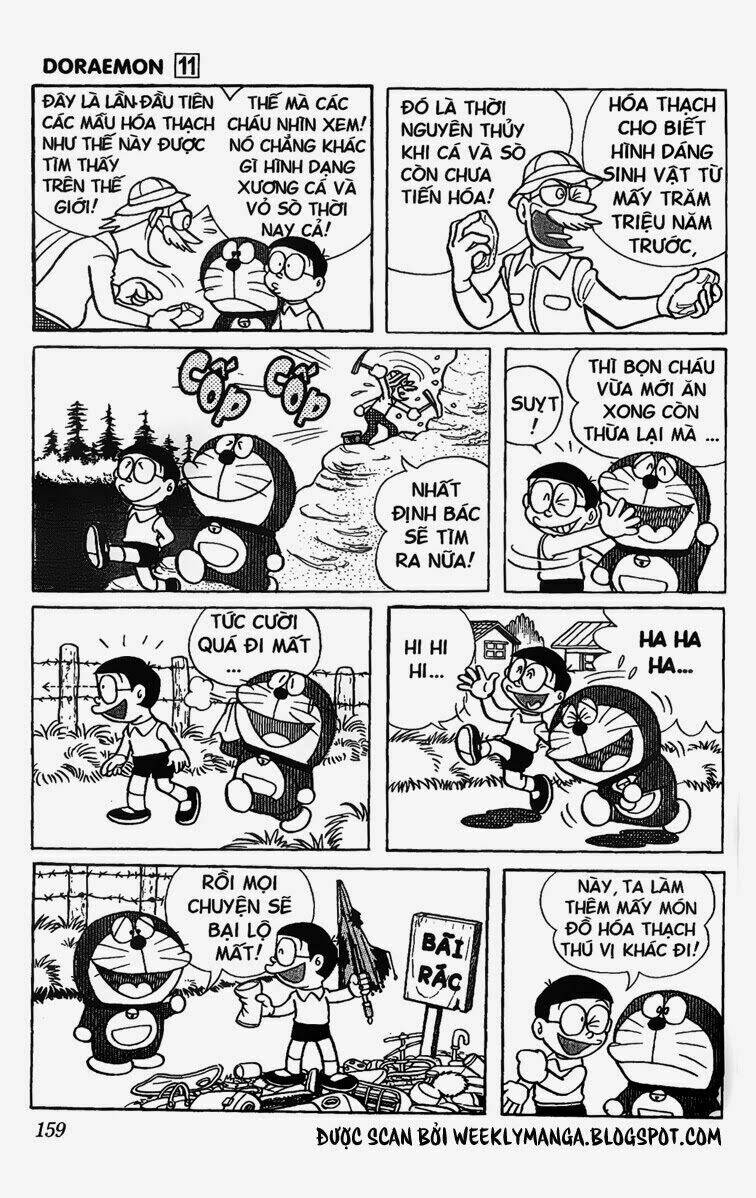 DORAEMON 11
ĐÂY LÀ LẦN ĐẦU TIÊN
CÁC MẪU HÓA THẠCH
NHƯ THẾ NÀY ĐƯỢC
TÌM THẤY
TRÊN THẾ
GIỚI!
THẾ MÀ CÁC
CHÁU NHÌN XEM!
NÓ CHẲNG KHÁC
GÌ HÌNH DẠNG
XƯƠNG CÁ VÀ
VỎ SÒ THỜI
NAY CẢ!
ĐÓ LÀ THỜI
NGUYÊN THỦY
KHI CÁ VÀ SÒ
CÒN CHƯA
TIẾN HÓA!
HÓA THẠCH
CHO BIẾT
HÌNH DÁNG
SINH VẬT TỪ
MẤY TRĂM
TRIỆU NĂM
TRƯỚC,
CỐP
CỐP
NHẤT
ĐỊNH BÁC
SẼ TÌM
RA NỮA!
SUỴT
!
THÌ BỌN CHÁU
VỪA MỚI ĂN
XONG CÒN
THỪA LẠI MÀ ...
TỨC CƯỜI
QUÁ ĐI MẤT
...
HI HI
HI...
HA HA
HA...
RỒI MỌI
CHUYỆN SẼ
BẠI LỘ
MẤT!
BÃI
RÁC
NÀY, TA LÀM
THÊM MẤY MÓN
ĐỒ HÓA THẠCH
THÚ VỊ KHÁC ĐI!
159
ĐƯỢC SCAN BỞI WEEKLYMANGA.BLOGSPOT.COM